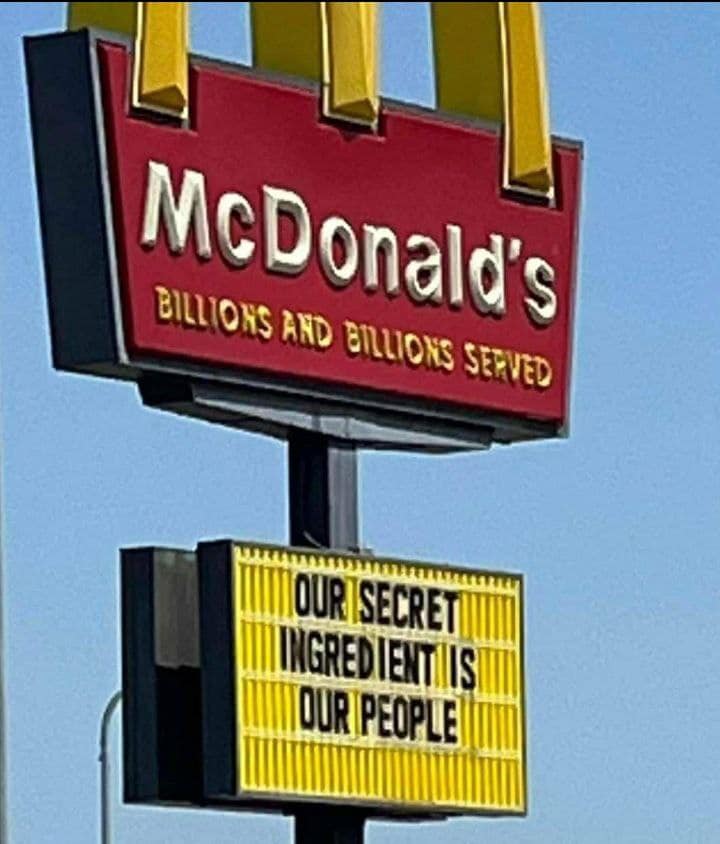 McDonald's
BILLIONS AND BILLIONS SERVED
OUR SECRET
INGREDIENT IS
OUR PEOPLE